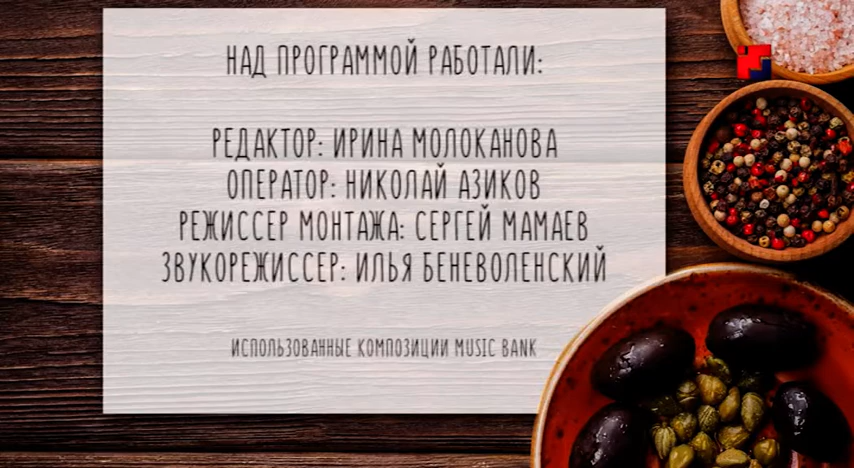 НАД ПРОГРАММОЙ РАБОТАЛИ:
РЕДАКТОР: ИРИНА МОЛОКАНОВА
ОПЕРАТОР: НИКОЛАЙ АЗИКОВ
РЕЖИССЕР МОНТАЖА: СЕРГЕЙ МАМАЕВ
ЗВУКОРЕЖИССЕР: ИЛЬЯ БЕНЕВОЛЕНСКИЙ
ИСПОЛЬЗОВАННЫЕ КОМПОЗИЦИИ MUSIC BANK